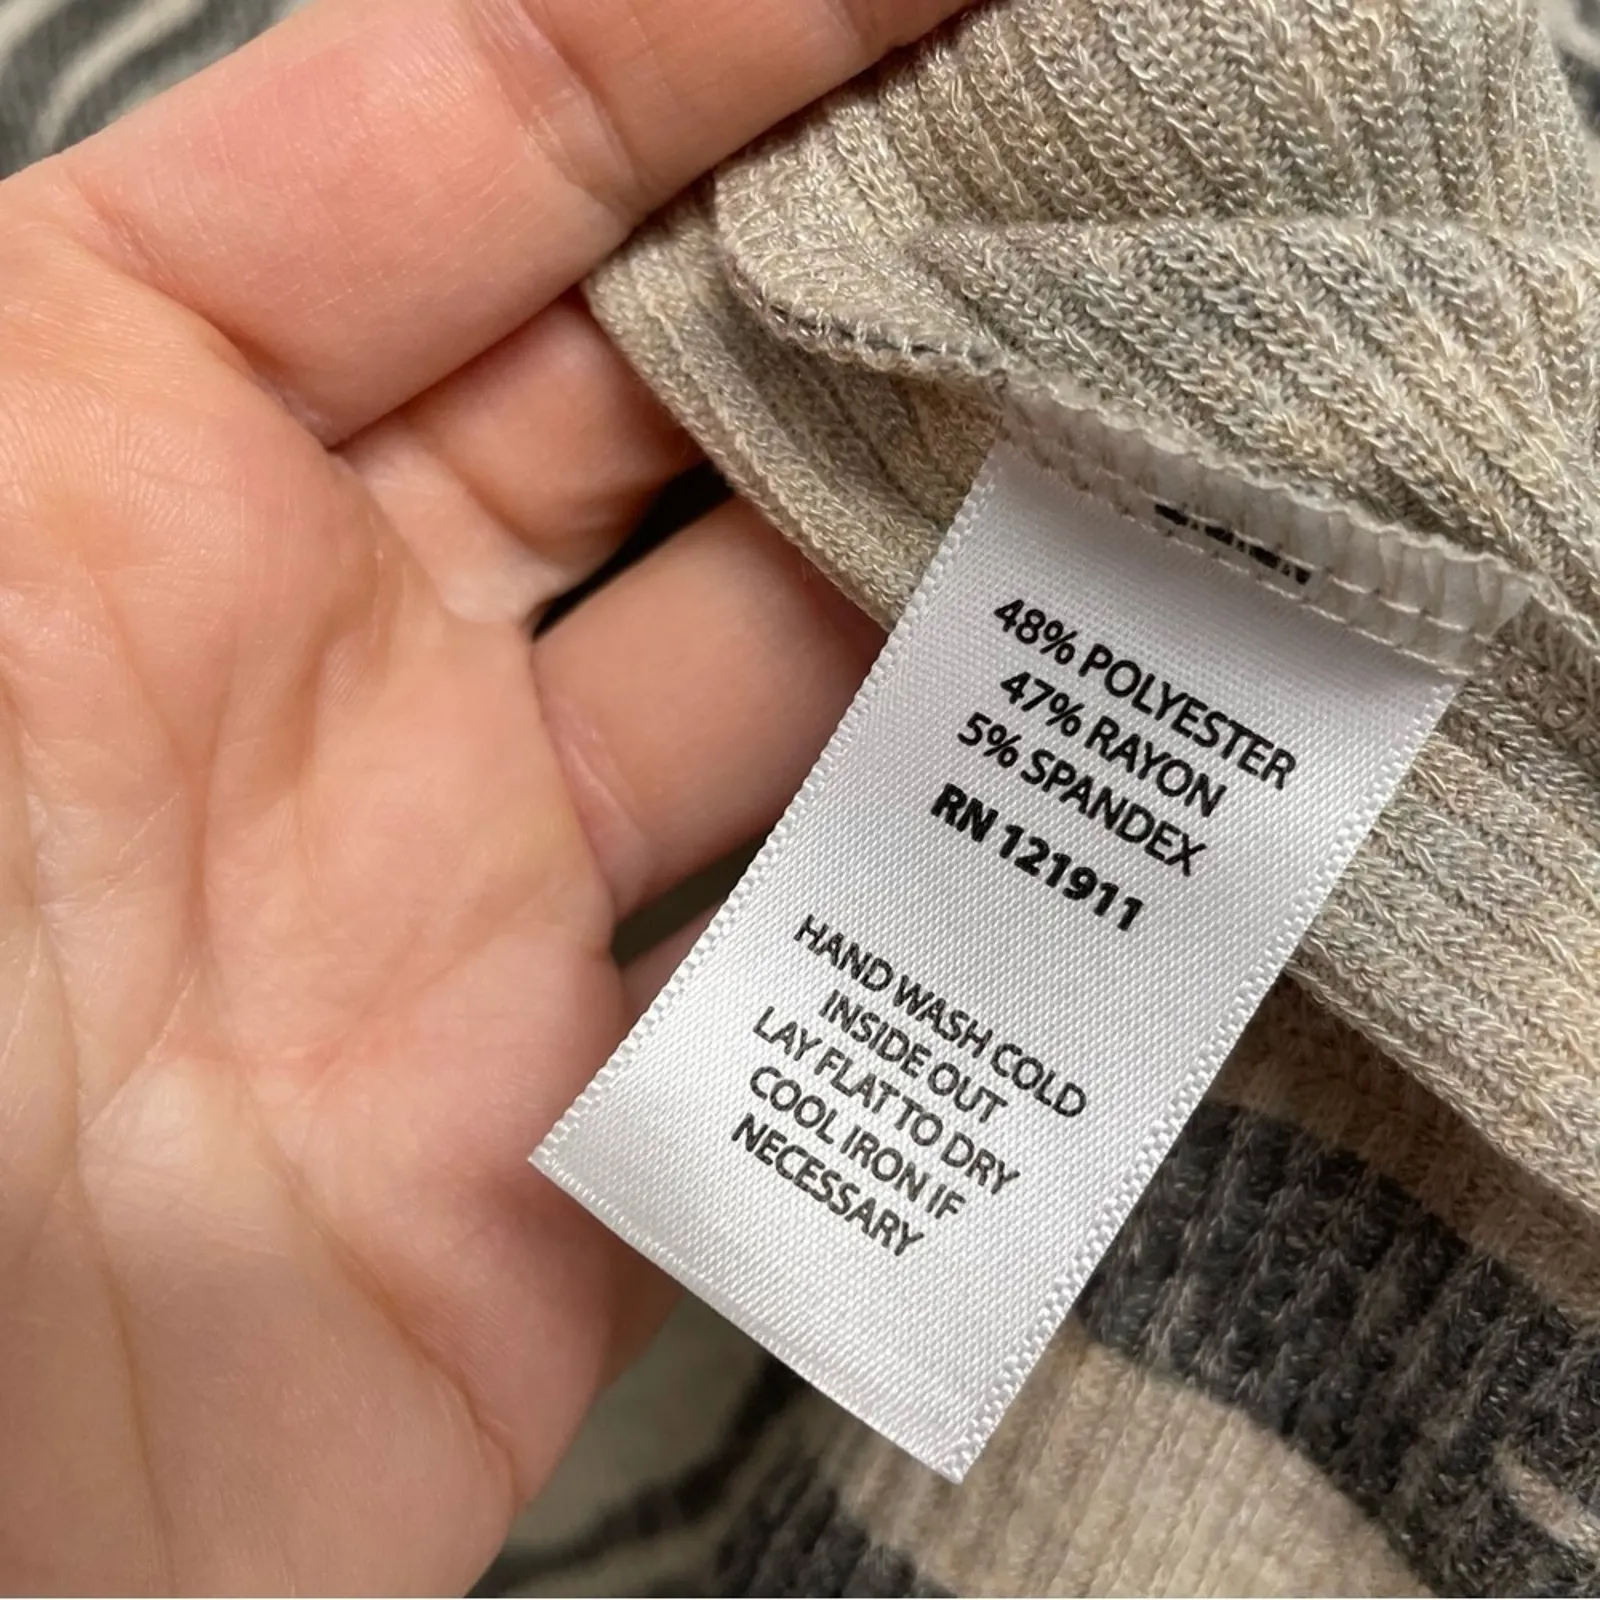 48% POLYESTER
47% RAYON
5% SPANDEX
RN 121911
HAND WASH COLD
INSIDE OUT
LAY FLAT TO DRY
COOL IRON IF
NECESSARY